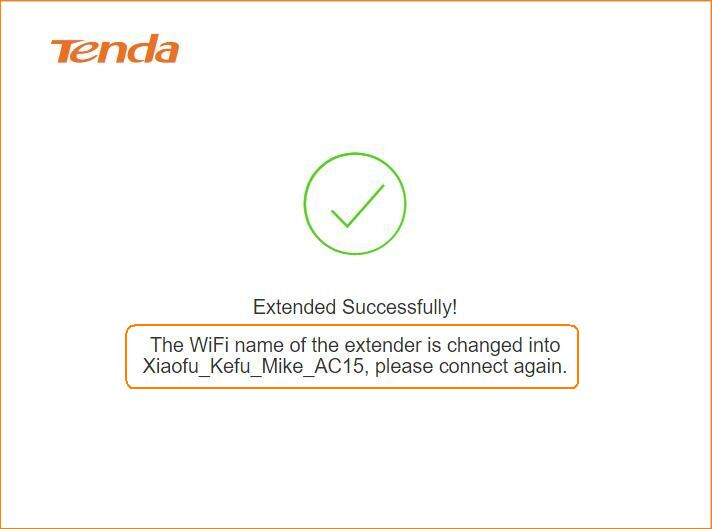 Tenda
Extended Successfully!
The WiFi name of the extender is changed into
Xiaofu_Kefu_Mike_AC15, please connect again.